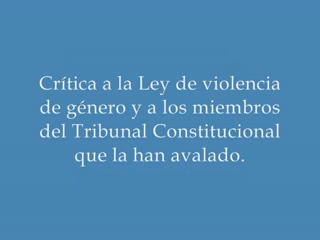 Crítica a la Ley de violencia
de género y a los miembros
del Tribunal Constitucional
que la han avalado.